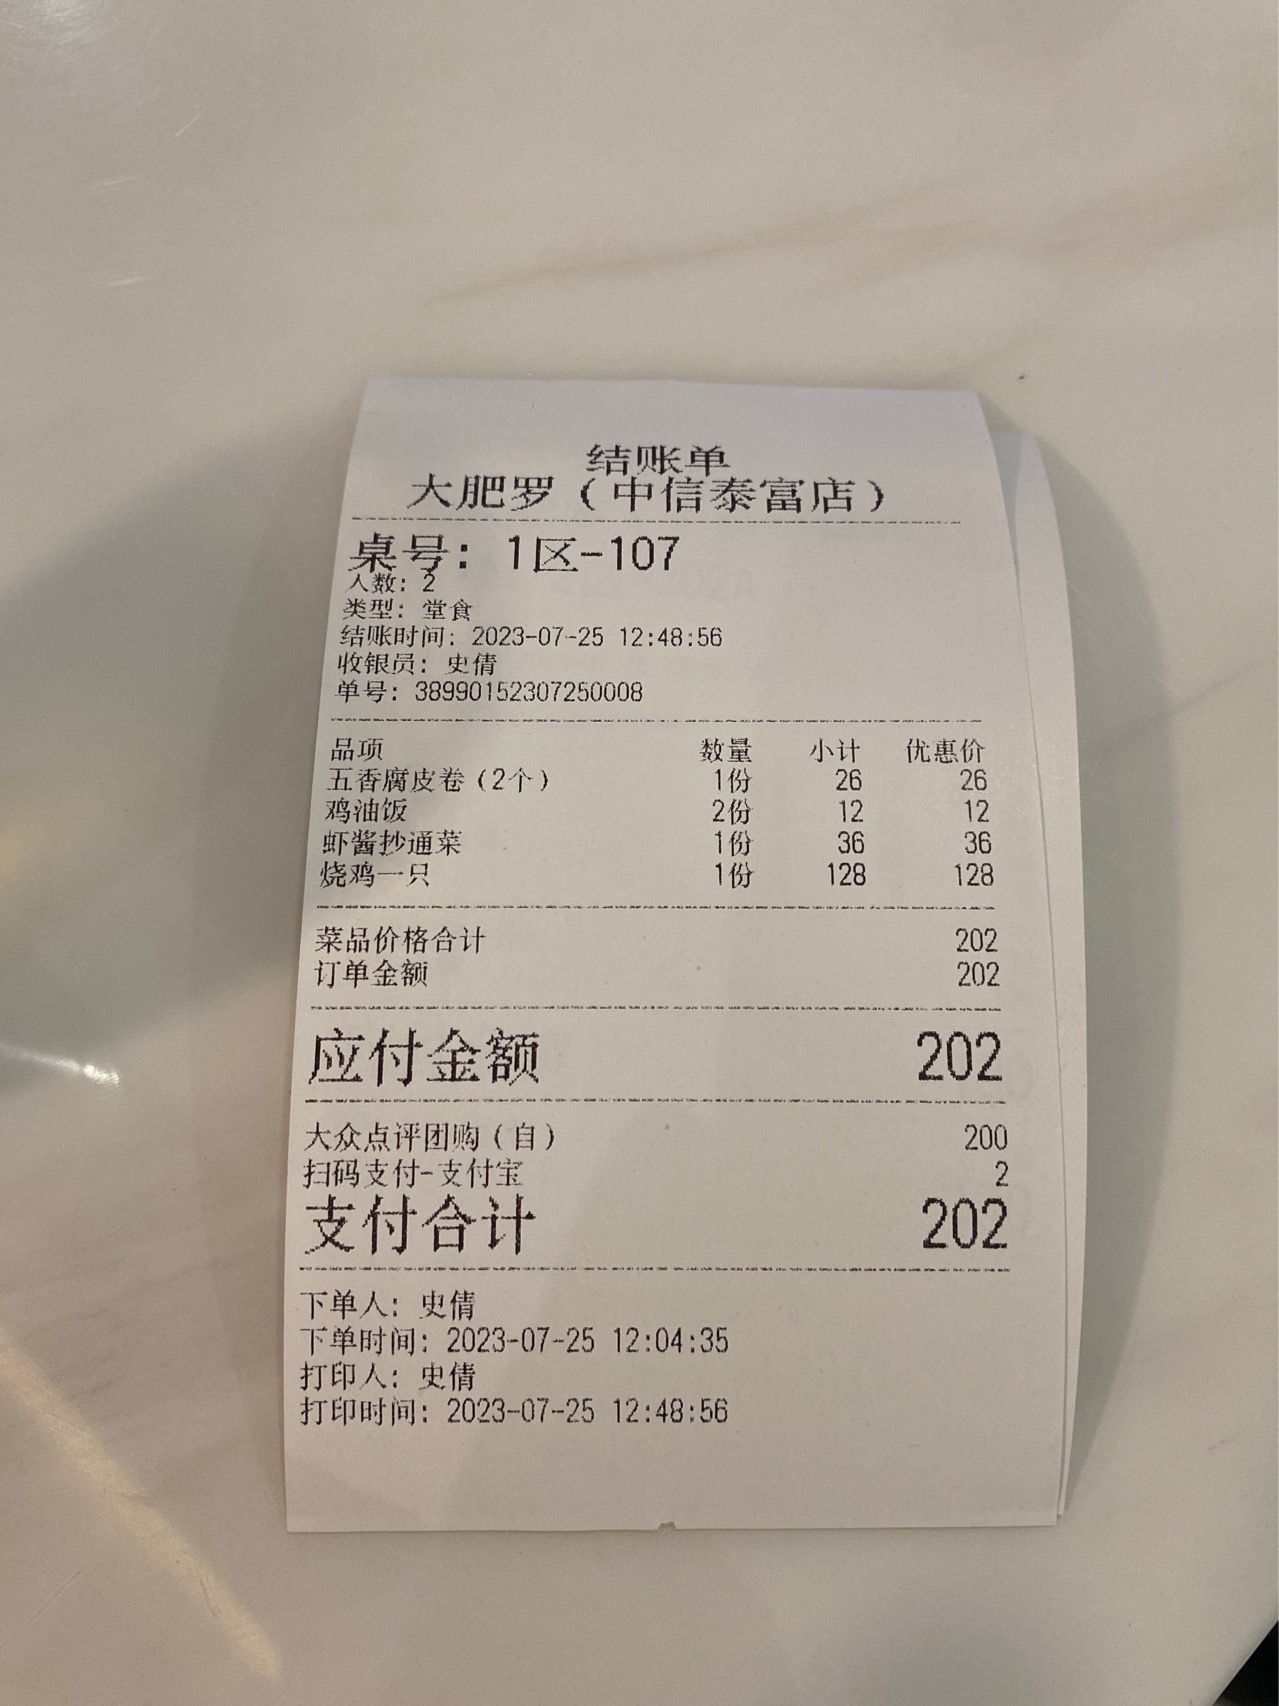 结账单
大肥罗（中信泰富店）
桌号：1区-107
人数：2
类型：堂食
结账时间：2023-07-25 12:48:56
收银员：史倩
单号：38990152307250008
品项 数量 小计 优惠价
五香腐皮卷（2个） 1份 26 26
鸡油饭 2份 12 12
虾酱抄通菜 1份 36 36
烧鸡一只 1份 128 128
菜品价格合计 202
订单金额 202
应付金额 202
大众点评团购（自） 200
扫码支付-支付宝 2
支付合计 202
下单人：史倩
下单时间：2023-07-25 12:04:35
打印人：史倩
打印时间：2023-07-25 12:48:56